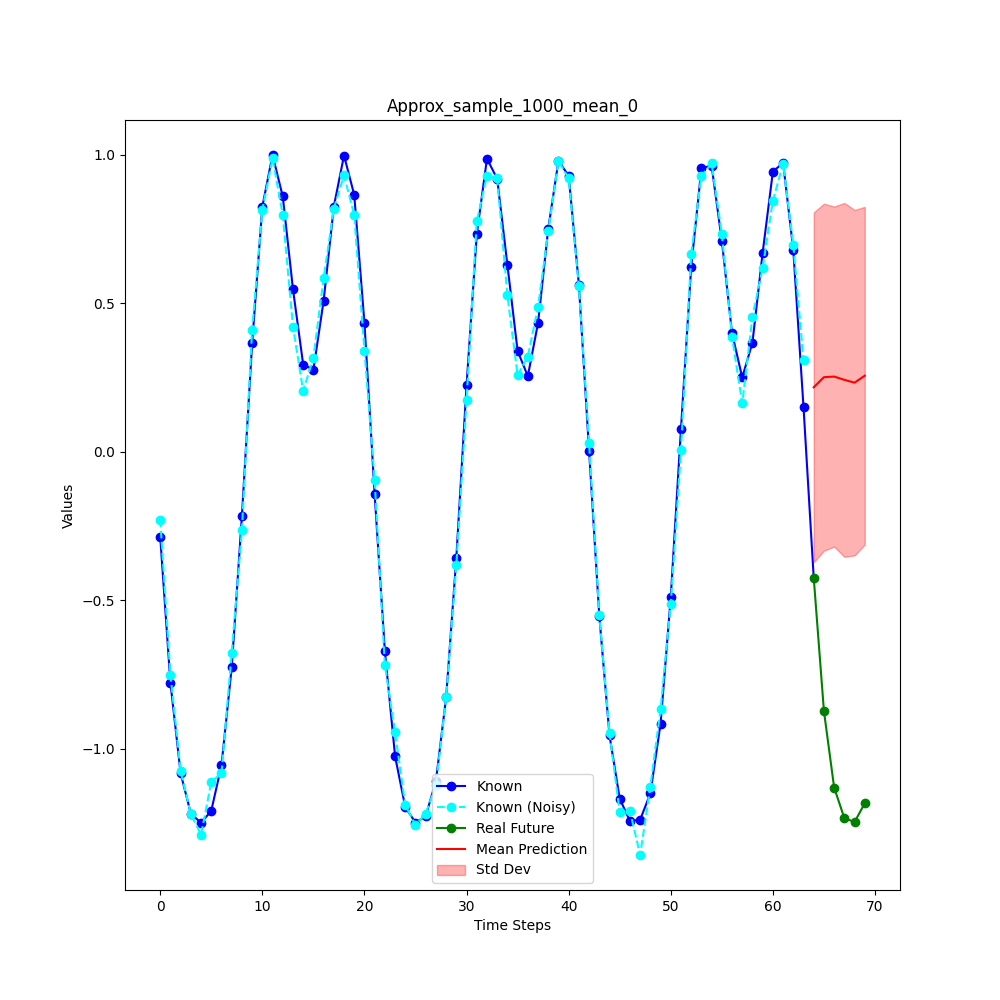 Approx_sample_1000_mean_0
1.0
0.5
0.0
−0.5
−1.0
Values
Known
Known (Noisy)
Real Future
Mean Prediction
Std Dev
0 10 20 30 40 50 60 70
Time Steps